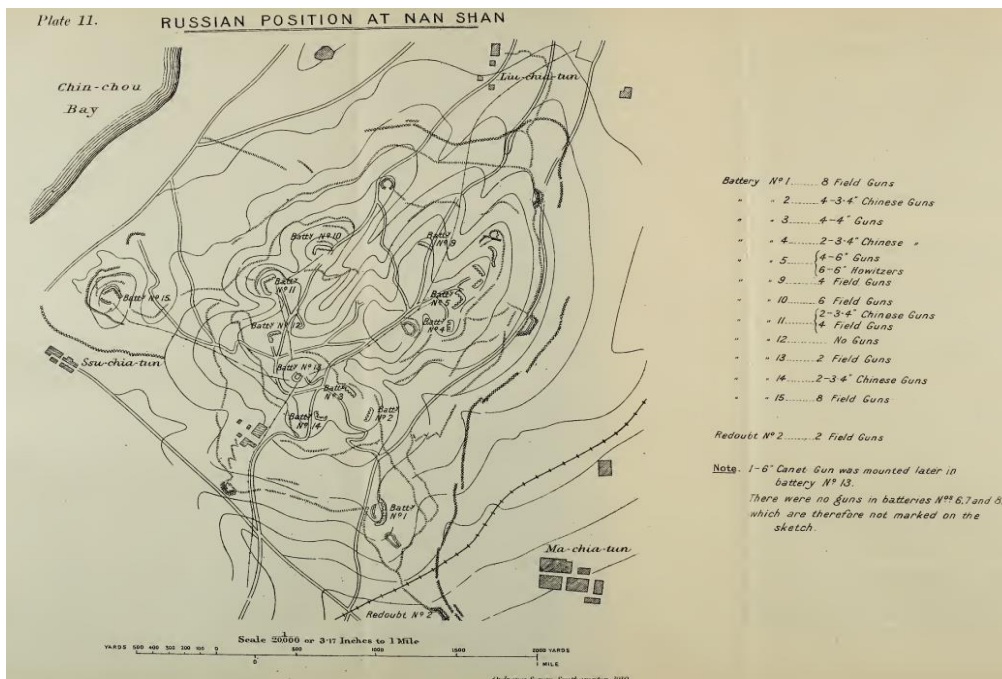 Plate 11.
RUSSIAN POSITION AT NAN SHAN
Chin-chou
Bay
Liu-chia-tun
Batty Nº 10
Batty
Nº 9
Batty
Nº 11
Batty Nº 15.
Batty
Nº 5
Batty
Nº 4
Batty Nº 12
Ssu-chia-tun
Batty Nº 13
Batty
Nº 3
Batty
Nº 2
Batty
Nº 14
Batty
Nº 1
Ma-chia-tun
Redoubt Nº 2
Battery Nº 1........ 8 Field Guns
" " 2........ 4-3·4" Chinese Guns
" " 3........ 4-4" Guns
" " 4........ 2-3·4" Chinese "
" " 5........ { 4-6" Guns
6-6" Howitzers
" " 9........ 4 Field Guns
" " 10........ 6 Field Guns
" " 11........ { 2-3·4" Chinese Guns
4 Field Guns
" " 12........ No Guns
" " 13........ 2 Field Guns
" " 14........ 2-3·4" Chinese Guns
" " 15........ 8 Field Guns
Redoubt Nº 2........ 2 Field Guns
Note. 1-6" Canet Gun was mounted later in
battery Nº 13.
There were no guns in batteries Nºs 6,7 and 8
which are therefore not marked on the
sketch.
Scale 1/20,000 or 3·17 Inches to 1 Mile
YARDS 500 400 300 200 100 0 500 1000 1500 2000 YARDS
0 1 MILE